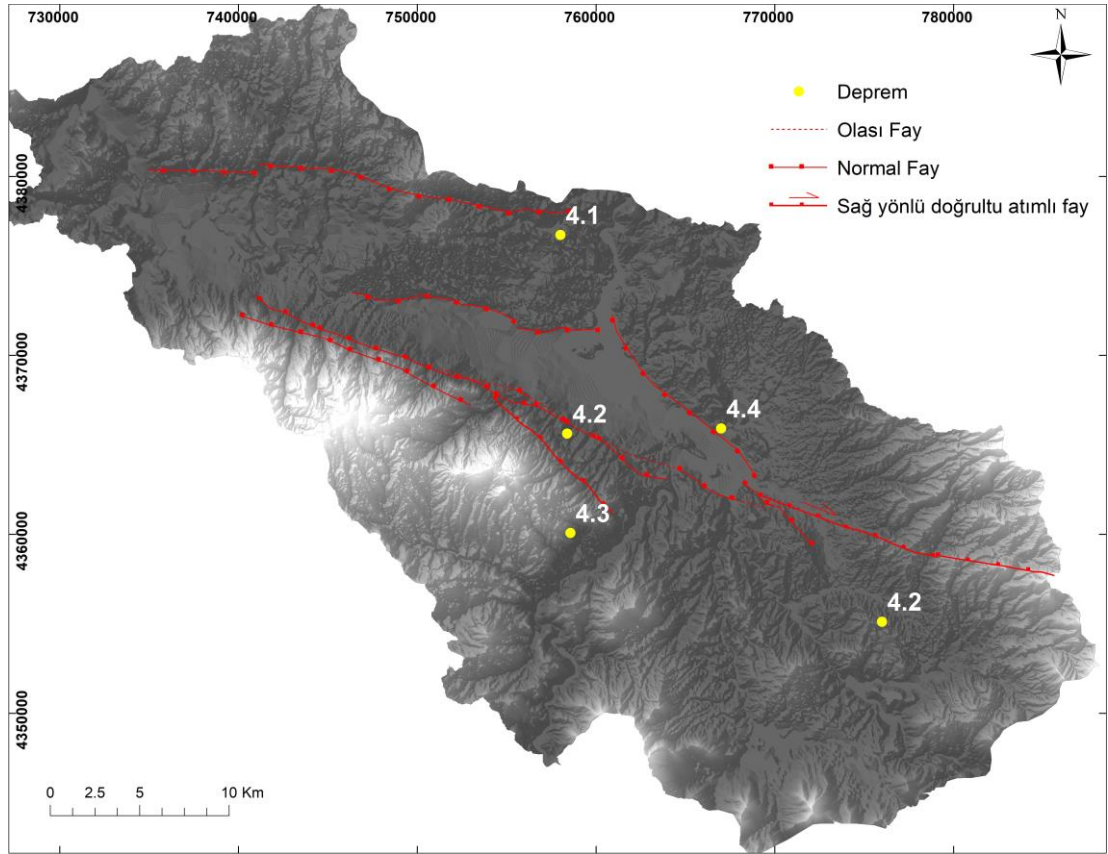 730000 740000 750000 760000 770000 780000
N
Deprem
Olası Fay
Normal Fay
Sağ yönlü doğrultu atımlı fay
4380000
4370000
4360000
4350000
4.1
4.2
4.4
4.3
4.2
0 2.5 5 10 Km